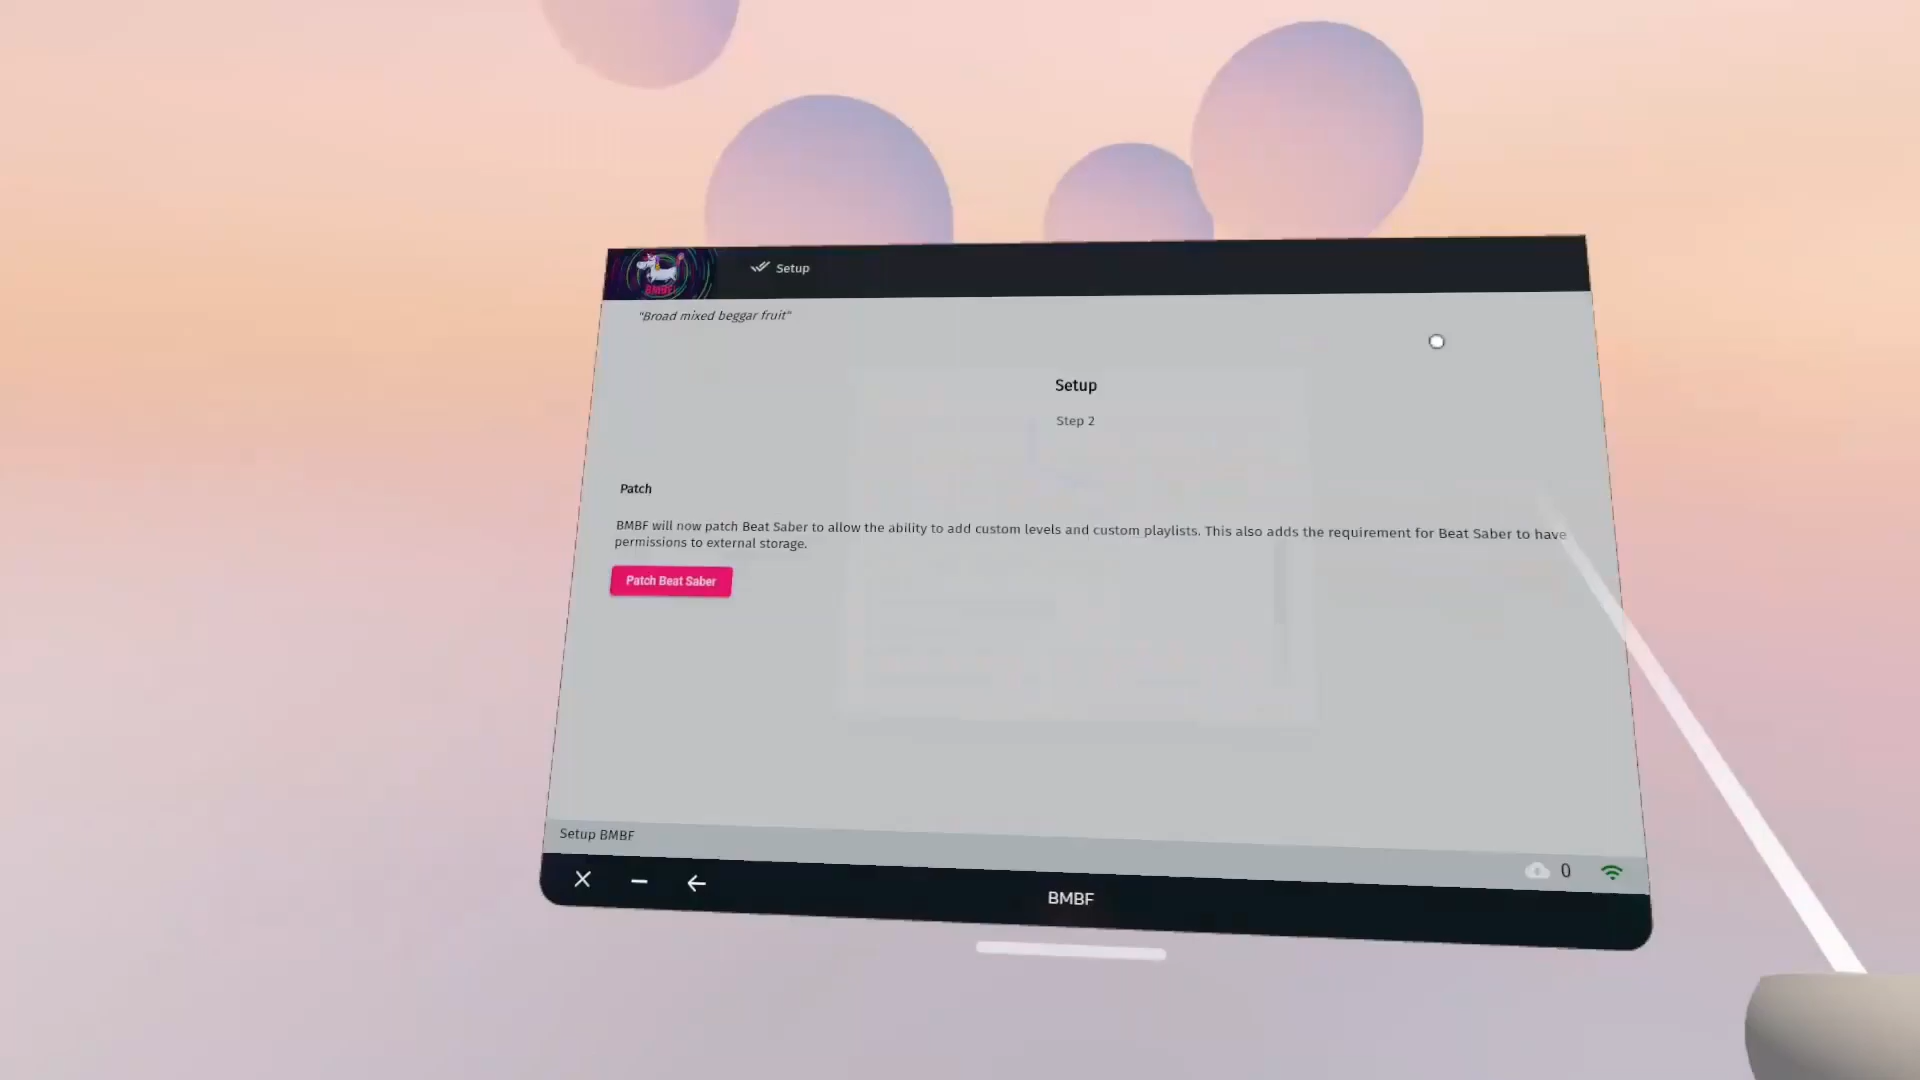 BMBF
Setup
"Broad mixed beggar fruit"
Setup
Step 2
Patch
BMBF will now patch Beat Saber to allow the ability to add custom levels and custom playlists. This also adds the requirement for Beat Saber to have
permissions to external storage.
Patch Beat Saber
Setup BMBF
0
BMBF